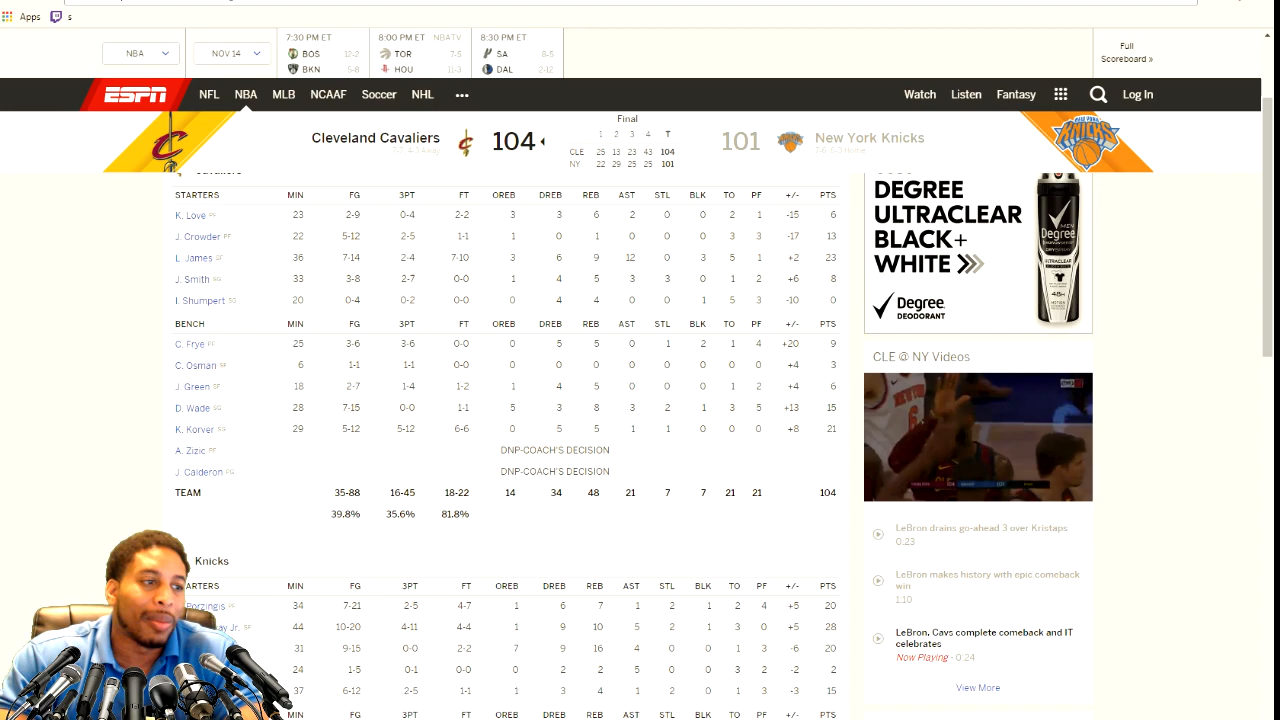 Apps s
7:30 PM ET 8:00 PM ET NBATV 8:30 PM ET
NBA NOV 14 BOS 12-2 TOR 7-5 SA 8-5 Full
BKN 5-8 HOU 11-3 DAL 2-12 Scoreboard »
ESPN NFL NBA MLB NCAAF Soccer NHL ••• Watch Listen Fantasy Log In
Final
Cleveland Cavaliers 104 1 2 3 4 T 101 New York Knicks
CLE 25 13 23 43 104
NY 22 29 25 25 101
KNICKS
STARTERS MIN FG 3PT FT OREB DREB REB AST STL BLK TO PF +/- PTS
K. Love PF 23 2-9 0-4 2-2 3 3 6 2 0 0 2 1 -15 6
J. Crowder PF 22 5-12 2-5 1-1 1 0 1 0 0 0 3 3 -17 13
L. James SF 36 7-14 2-4 7-10 3 6 9 12 0 3 5 1 +2 23
J. Smith SG 33 3-7 2-7 0-0 1 4 5 3 3 0 1 2 +6 8
I. Shumpert SG 20 0-4 0-2 0-0 0 4 4 0 0 1 5 3 -10 0
BENCH MIN FG 3PT FT OREB DREB REB AST STL BLK TO PF +/- PTS
C. Frye PF 25 3-6 3-6 0-0 0 5 5 0 1 2 1 4 +20 9
C. Osman SF 6 1-1 1-1 0-0 0 0 0 0 0 0 0 0 +4 3
J. Green SF 18 2-7 1-4 1-2 1 4 5 0 0 0 1 2 +4 6
D. Wade SG 28 7-15 0-0 1-1 5 3 8 3 2 1 3 5 +13 15
K. Korver SG 29 5-12 5-12 6-6 0 5 5 1 1 0 0 0 +8 21
A. Zizic PF DNP-COACH'S DECISION
J. Calderon PG DNP-COACH'S DECISION
TEAM 35-88 16-45 18-22 14 34 48 21 7 7 21 21 104
39.8% 35.6% 81.8%
Knicks
MIN FG 3PT FT OREB DREB REB AST STL BLK TO PF +/- PTS
Porzingis PF 34 7-21 2-5 4-7 1 6 7 1 2 1 2 4 +5 20
Jr. SF 44 10-20 4-11 4-4 1 9 10 5 2 1 3 0 +5 28
31 9-15 0-0 2-2 7 9 16 4 0 0 1 3 -6 20
24 1-5 0-1 0-0 0 2 2 5 0 0 3 2 -2 2
37 6-12 2-5 1-1 1 3 4 2 1 0 1 3 -3 15
MIN FG 3PT FT OREB DREB REB AST STL BLK TO PF +/- PTS
DEGREE
ULTRACLEAR
BLACK+
WHITE
Degree
DEODORANT
MEN
Degree
ULTRACLEAR
48H
CLE @ NY Videos
LeBron drains go-ahead 3 over Kristaps
0:23
LeBron makes history with epic comeback
win
1:10
LeBron, Cavs complete comeback and IT
celebrates
Now Playing - 0:24
View More